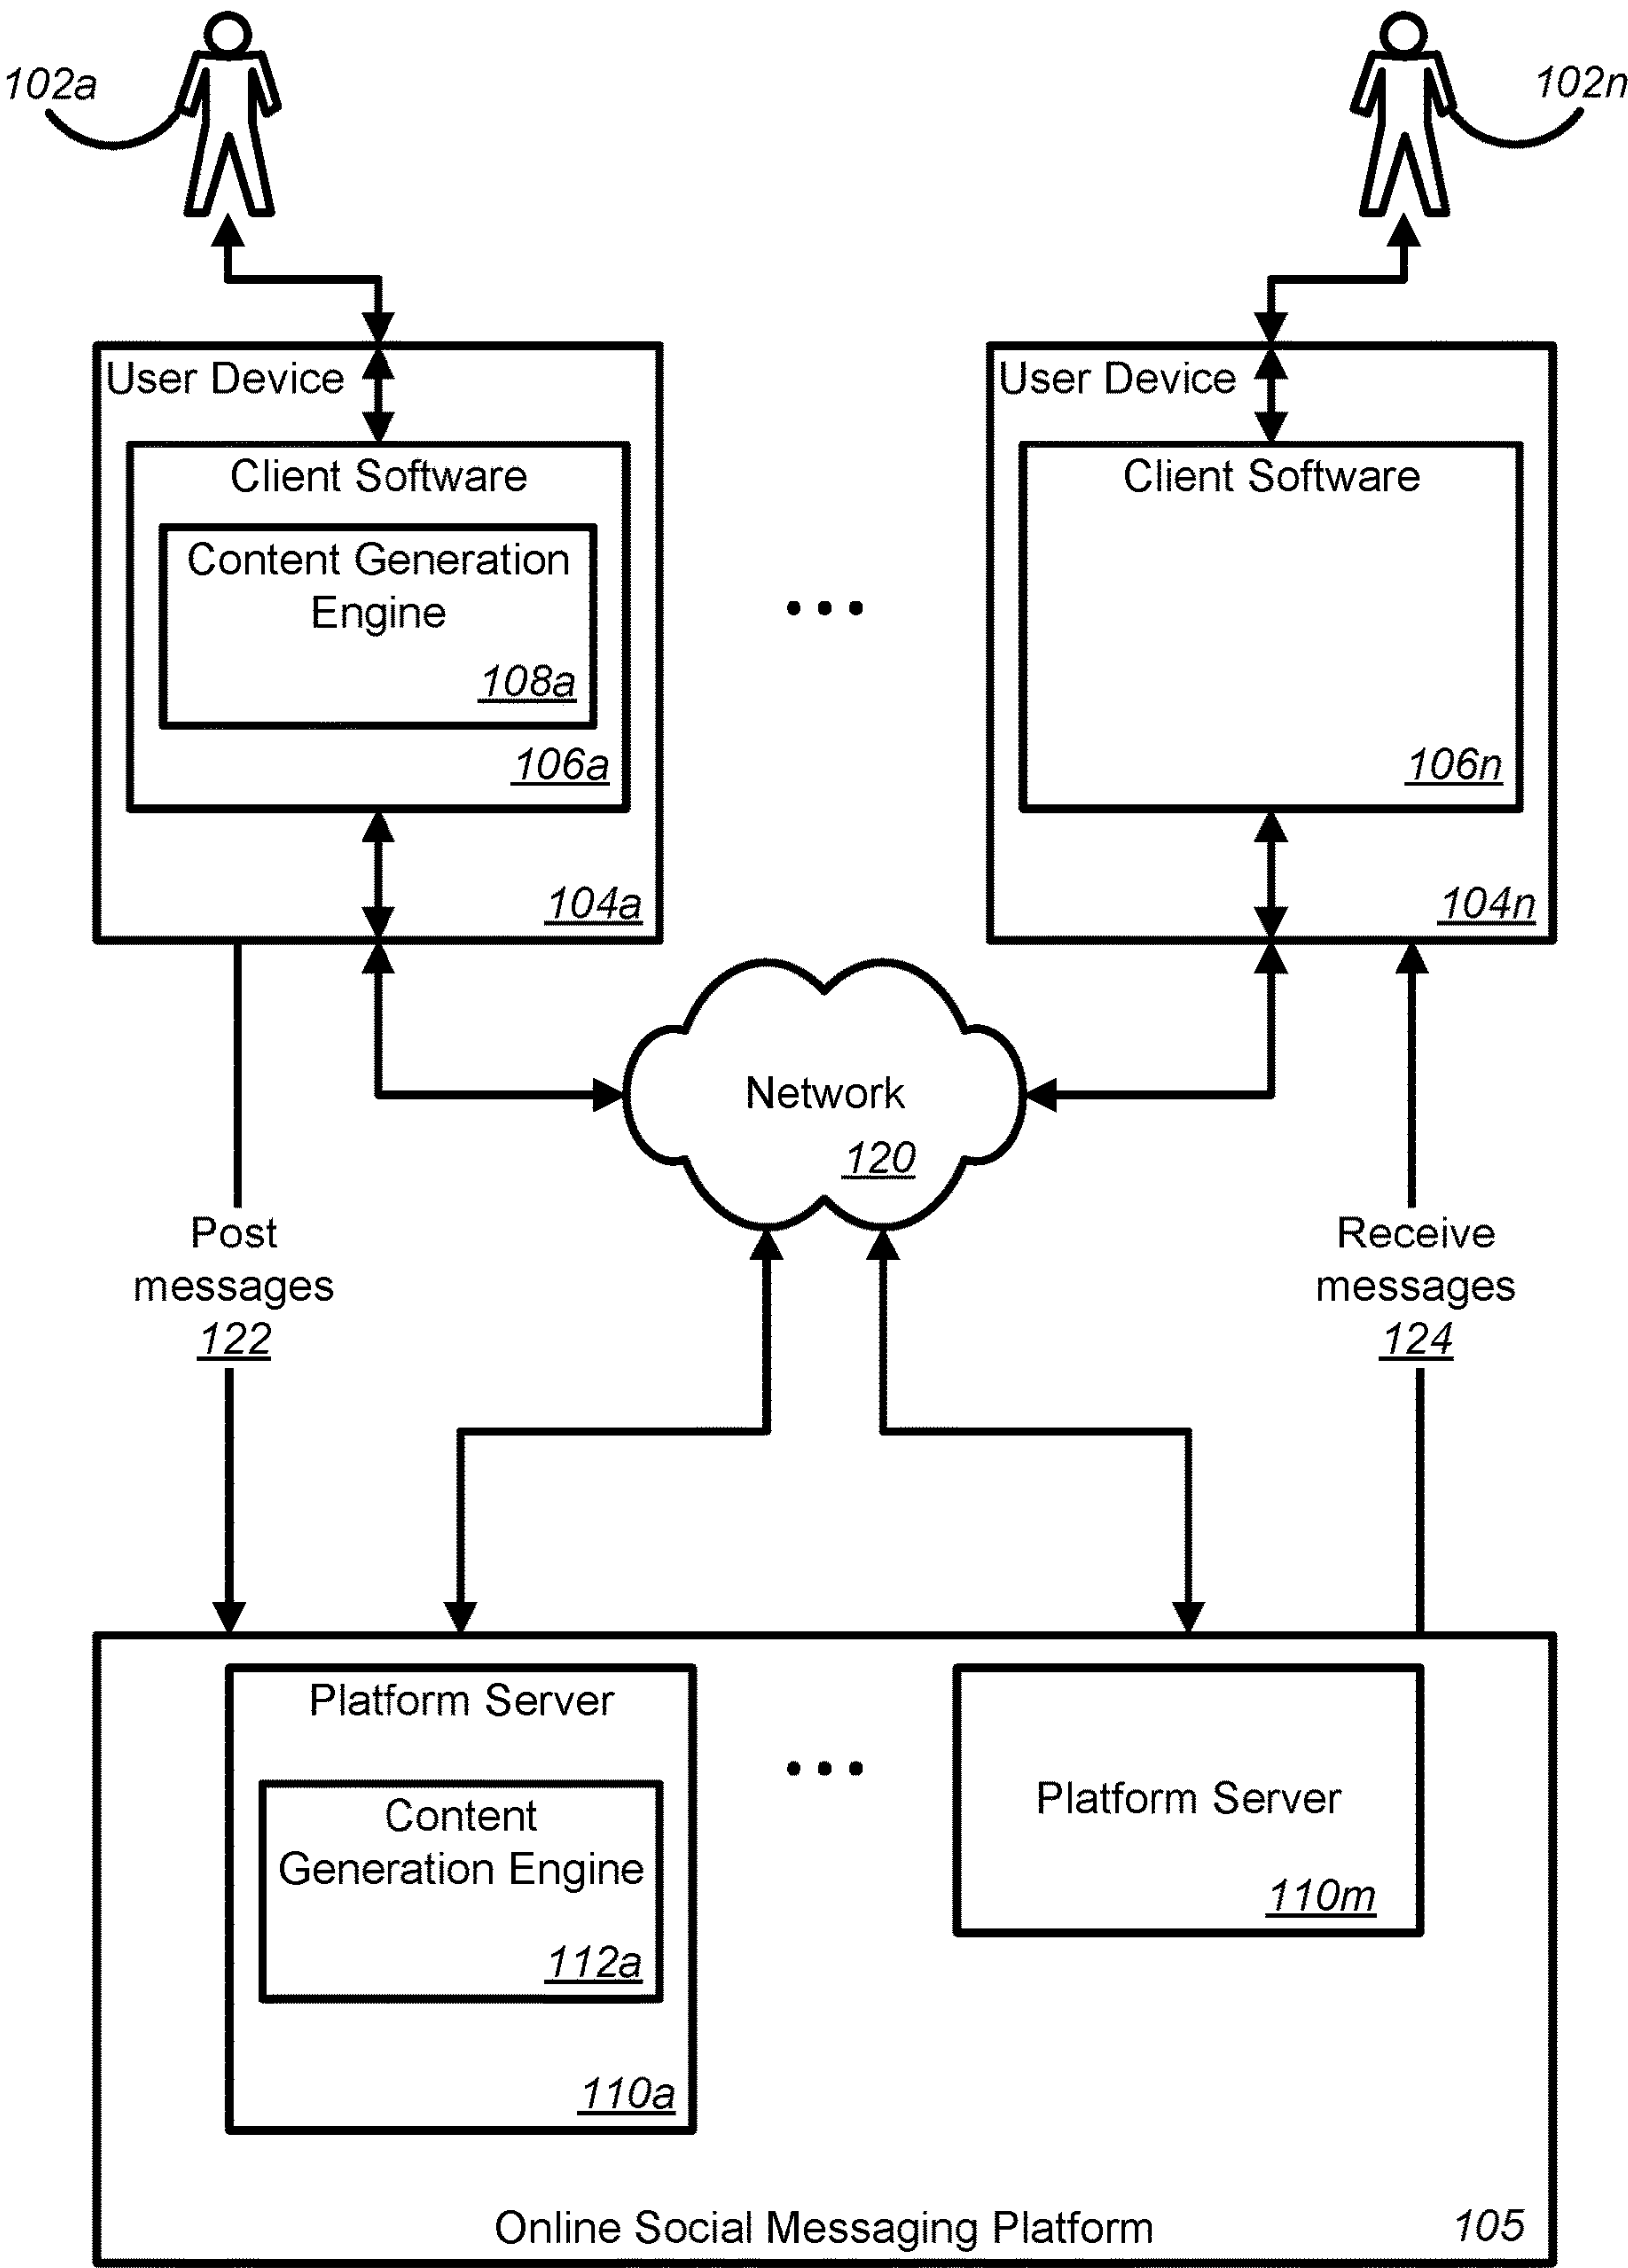 102a
102n
User Device
Client Software
Content Generation
Engine
108a
106a
104a
User Device
Client Software
106n
104n
Network
120
Post
messages
122
Receive
messages
124
Platform Server
Content
Generation Engine
112a
110a
Platform Server
110m
Online Social Messaging Platform
105